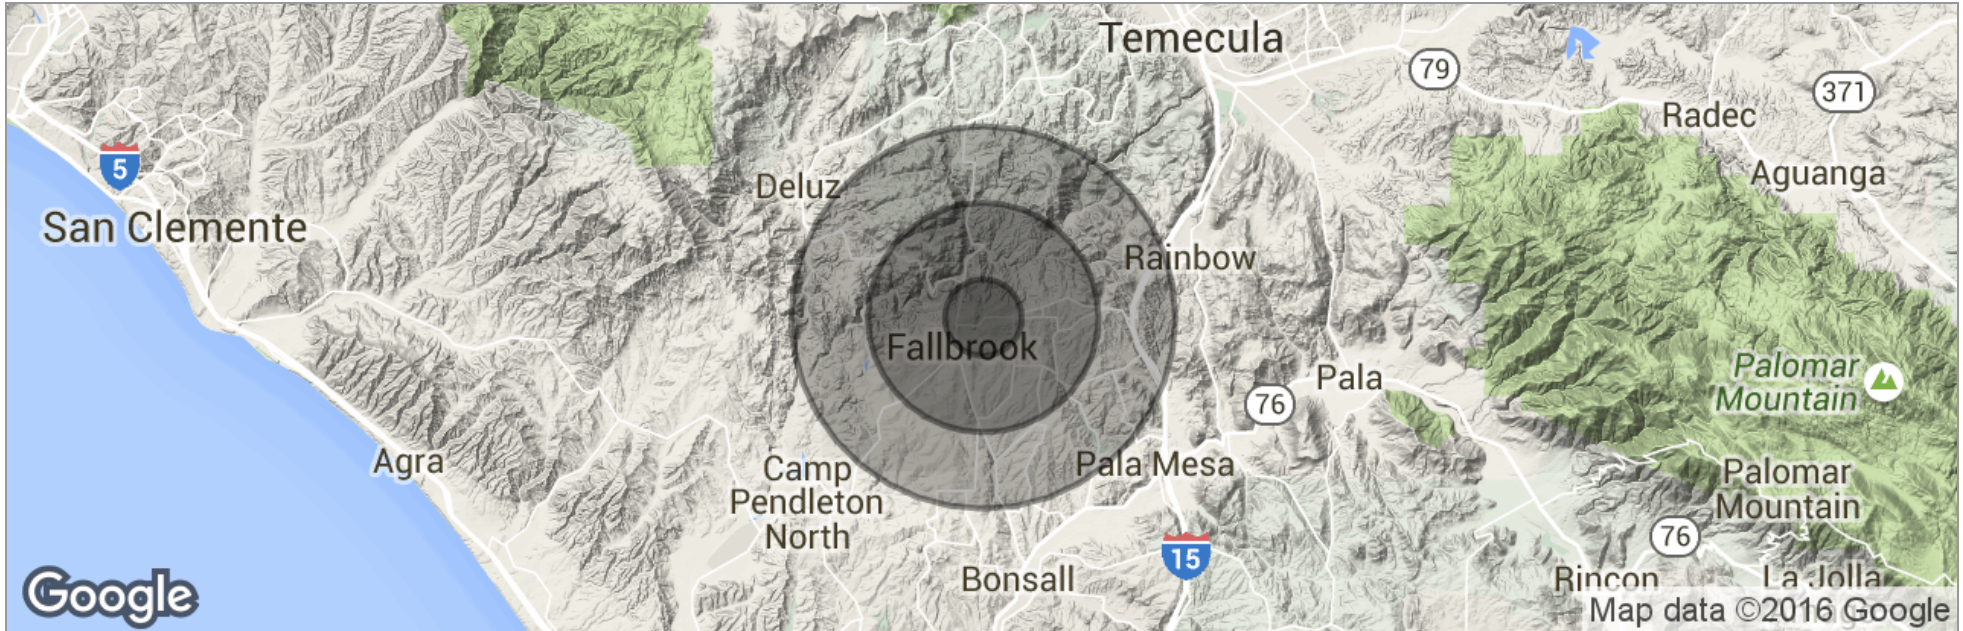 Temecula
79
371
Radec
5
Deluz
Aguanga
San Clemente
Rainbow
Fallbrook
Pala
Palomar
Mountain
76
Agra
Camp
Pendleton
North
Pala Mesa
Palomar
Mountain
76
15
Bonsall
Rincon
La Jolla
Google
Map data ©2016 Google